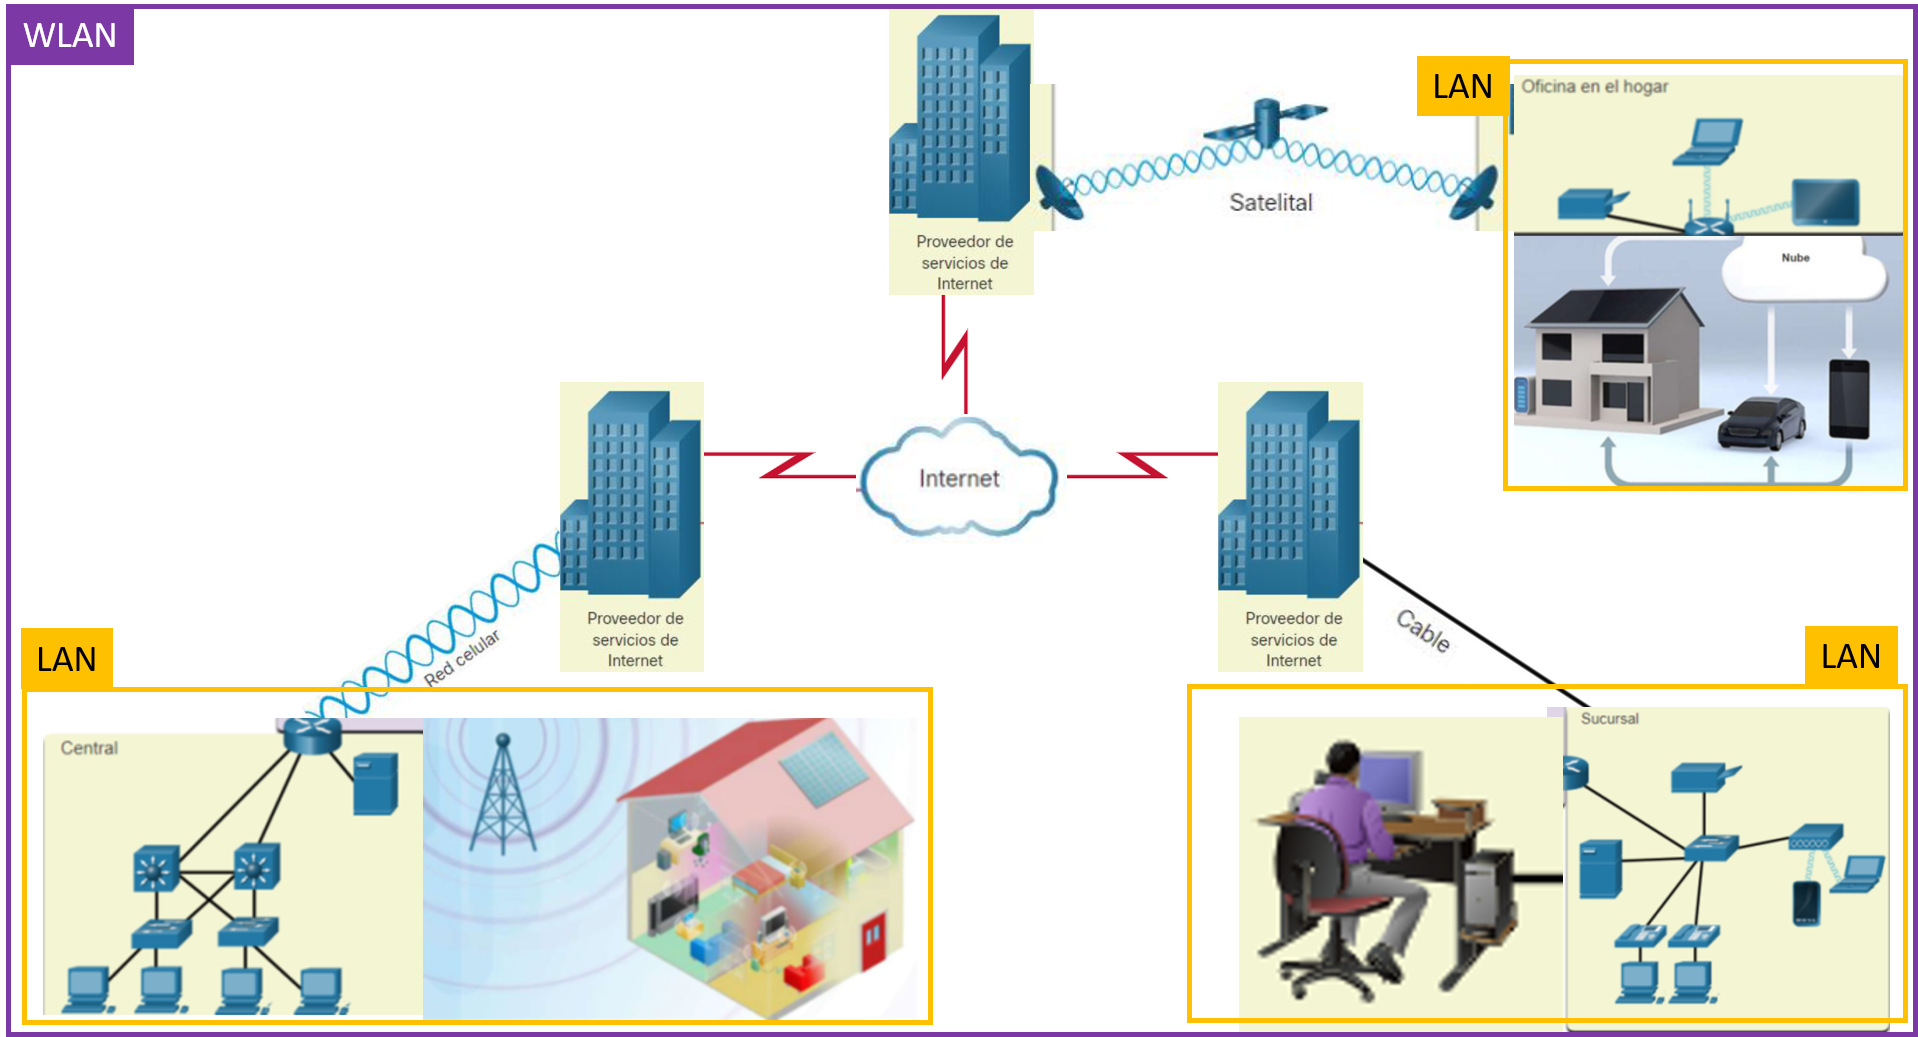 WLAN
LAN
Oficina en el hogar
Satelital
Proveedor de
servicios de
Internet
Nube
Internet
Proveedor de
servicios de
Internet
Proveedor de
servicios de
Internet
Red celular
Cable
LAN
LAN
Central
Sucursal